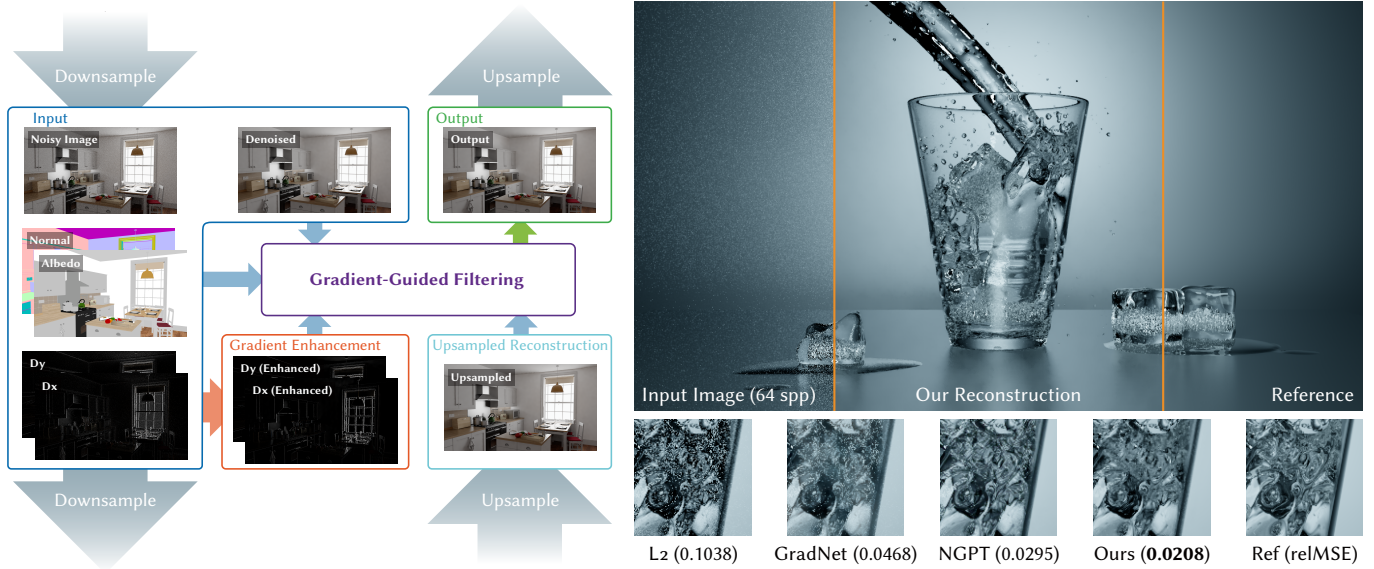 Downsample
Upsample
Input
Noisy Image
Denoised
Output
Output
Normal
Albedo
Gradient-Guided Filtering
Dy
Dx
Gradient Enhancement
Dy (Enhanced)
Dx (Enhanced)
Upsampled Reconstruction
Upsampled
Downsample
Upsample
Input Image (64 spp)
Our Reconstruction
Reference
L2 (0.1038)
GradNet (0.0468)
NGPT (0.0295)
Ours (0.0208)
Ref (relMSE)